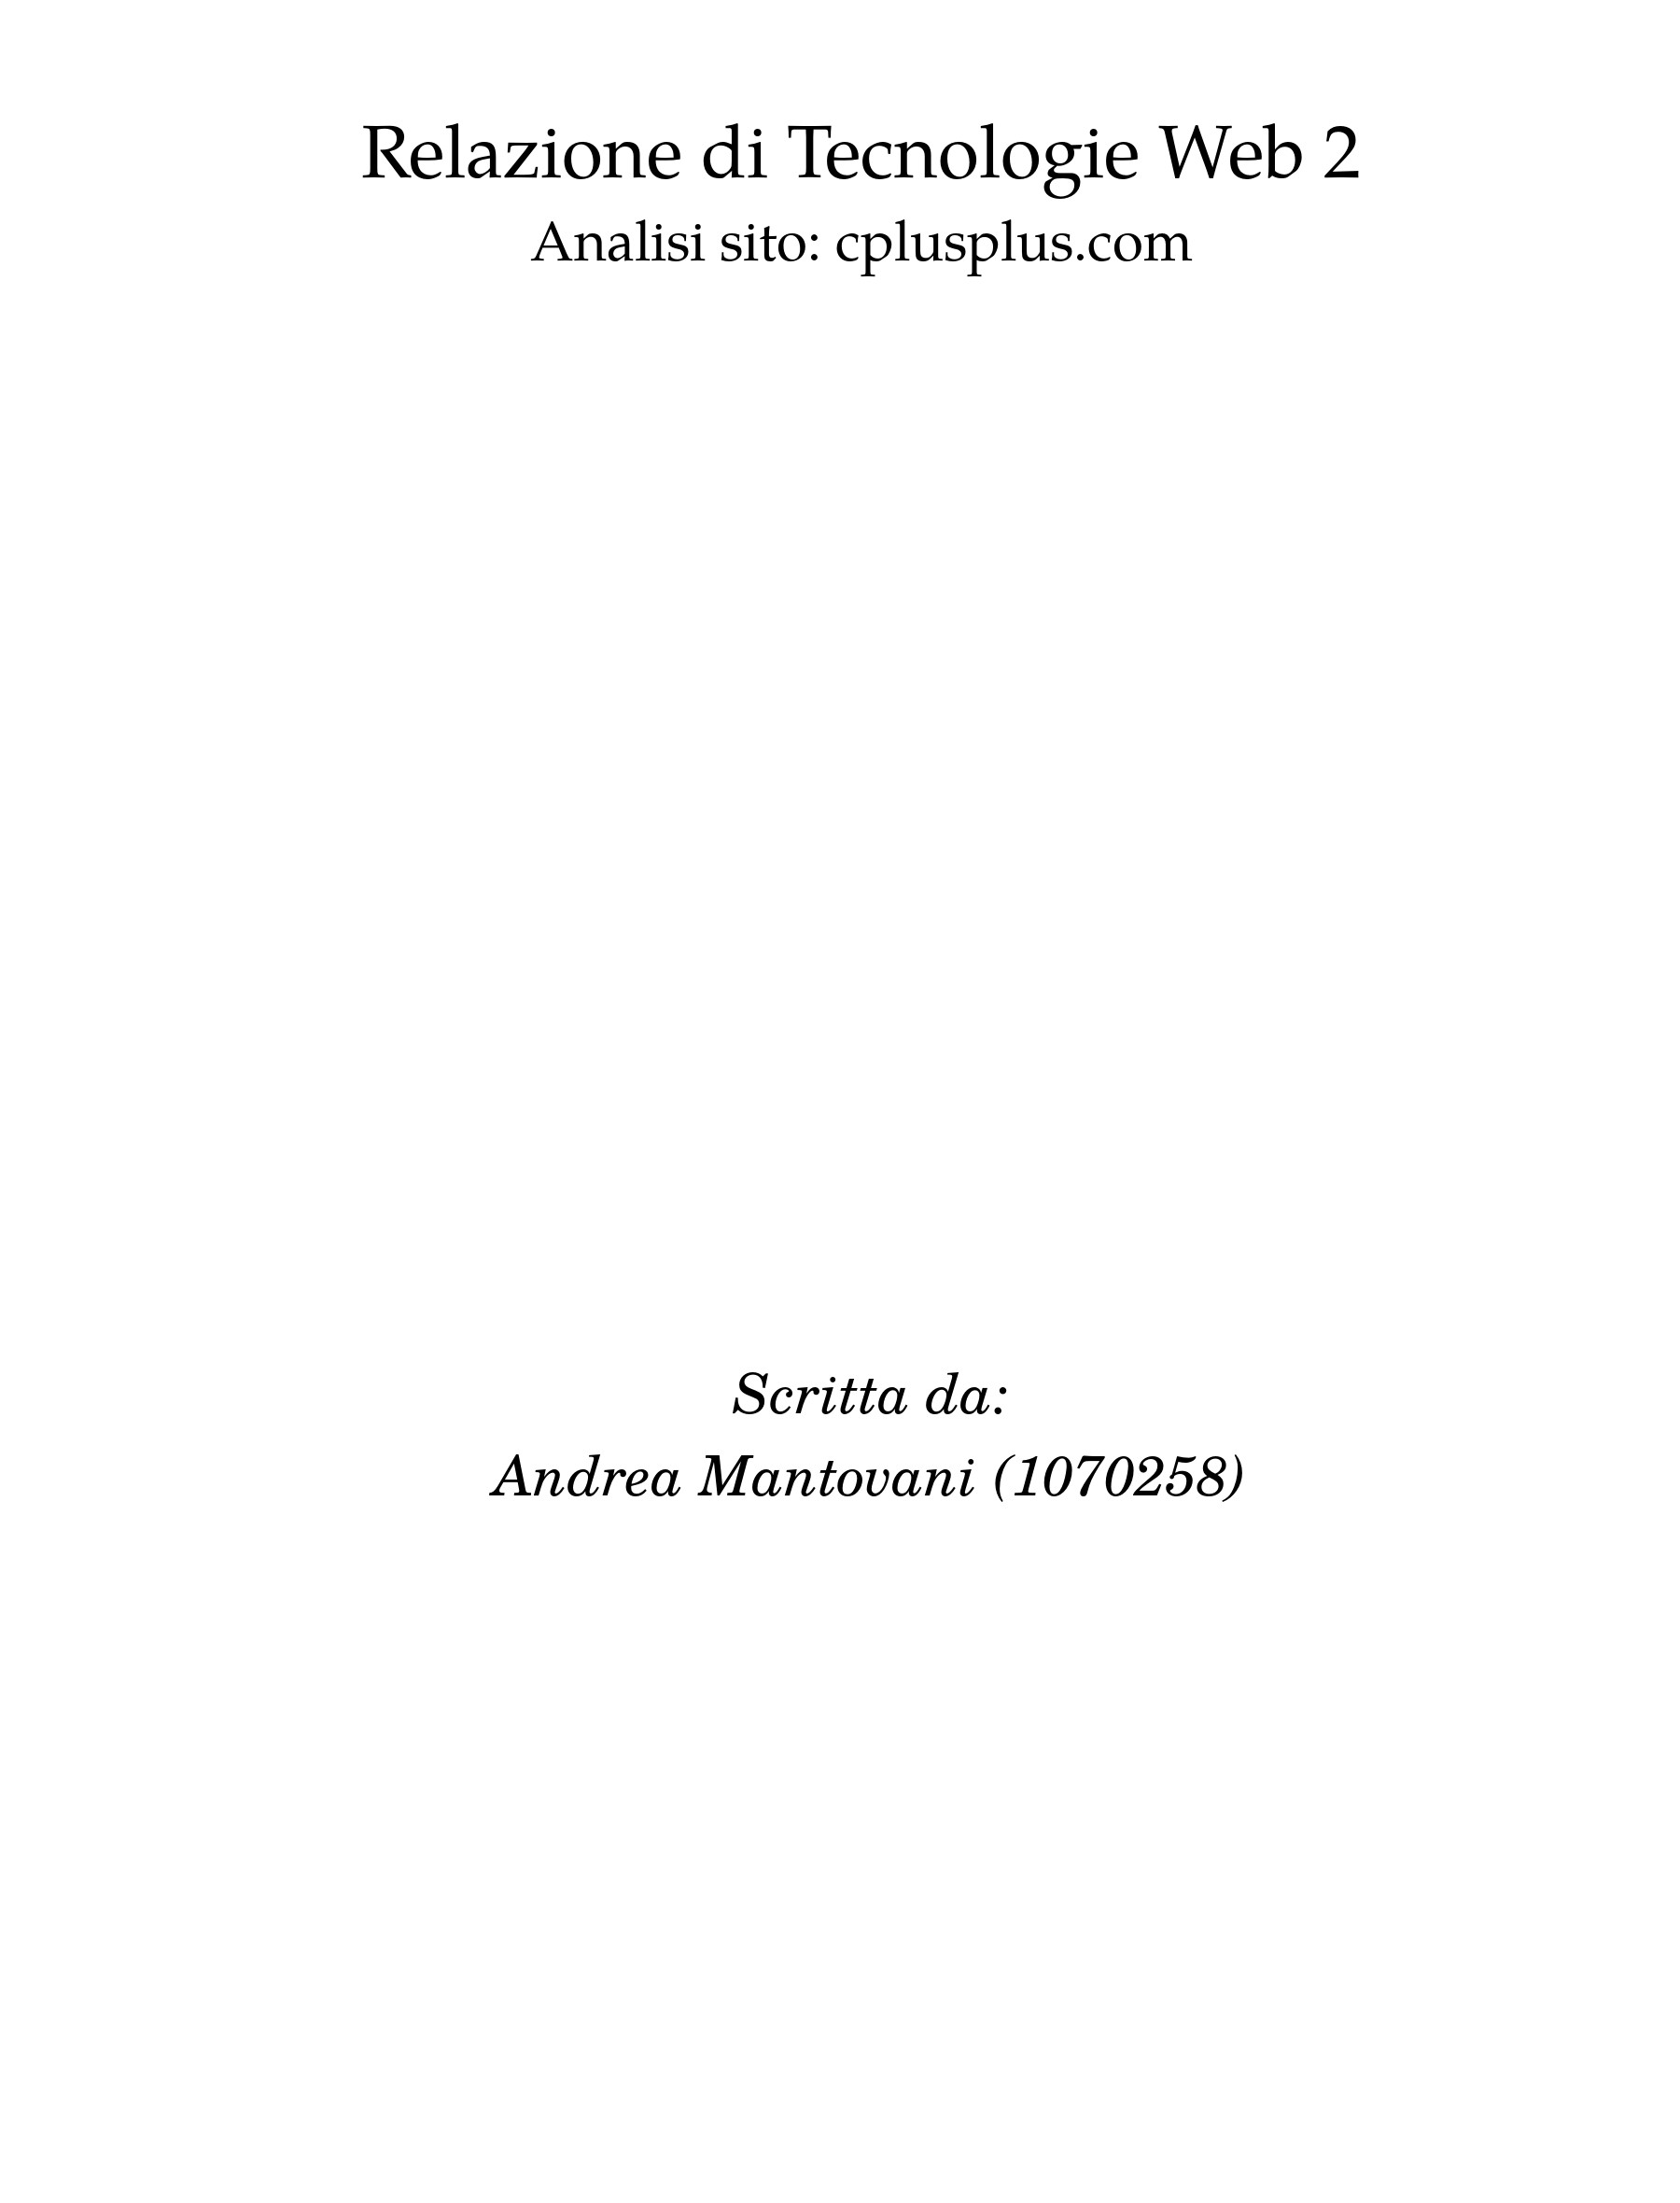 Relazione di Tecnologie Web 2
Analisi sito: cplusplus.com
Scritta da:
Andrea Mantovani (1070258)